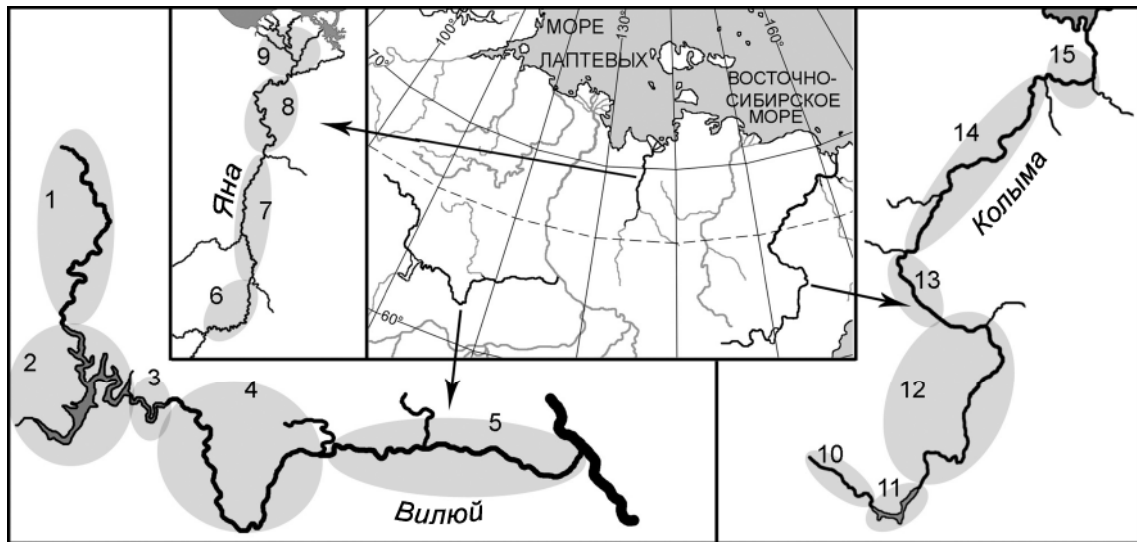 МОРЕ
ЛАПТЕВЫХ
ВОСТОЧНО-
СИБИРСКОЕ
МОРЕ
100°
130°
160°
70°
60°
9
8
Яна
7
6
1
2
3
4
5
Вилюй
15
14
Колыма
13
12
10
11